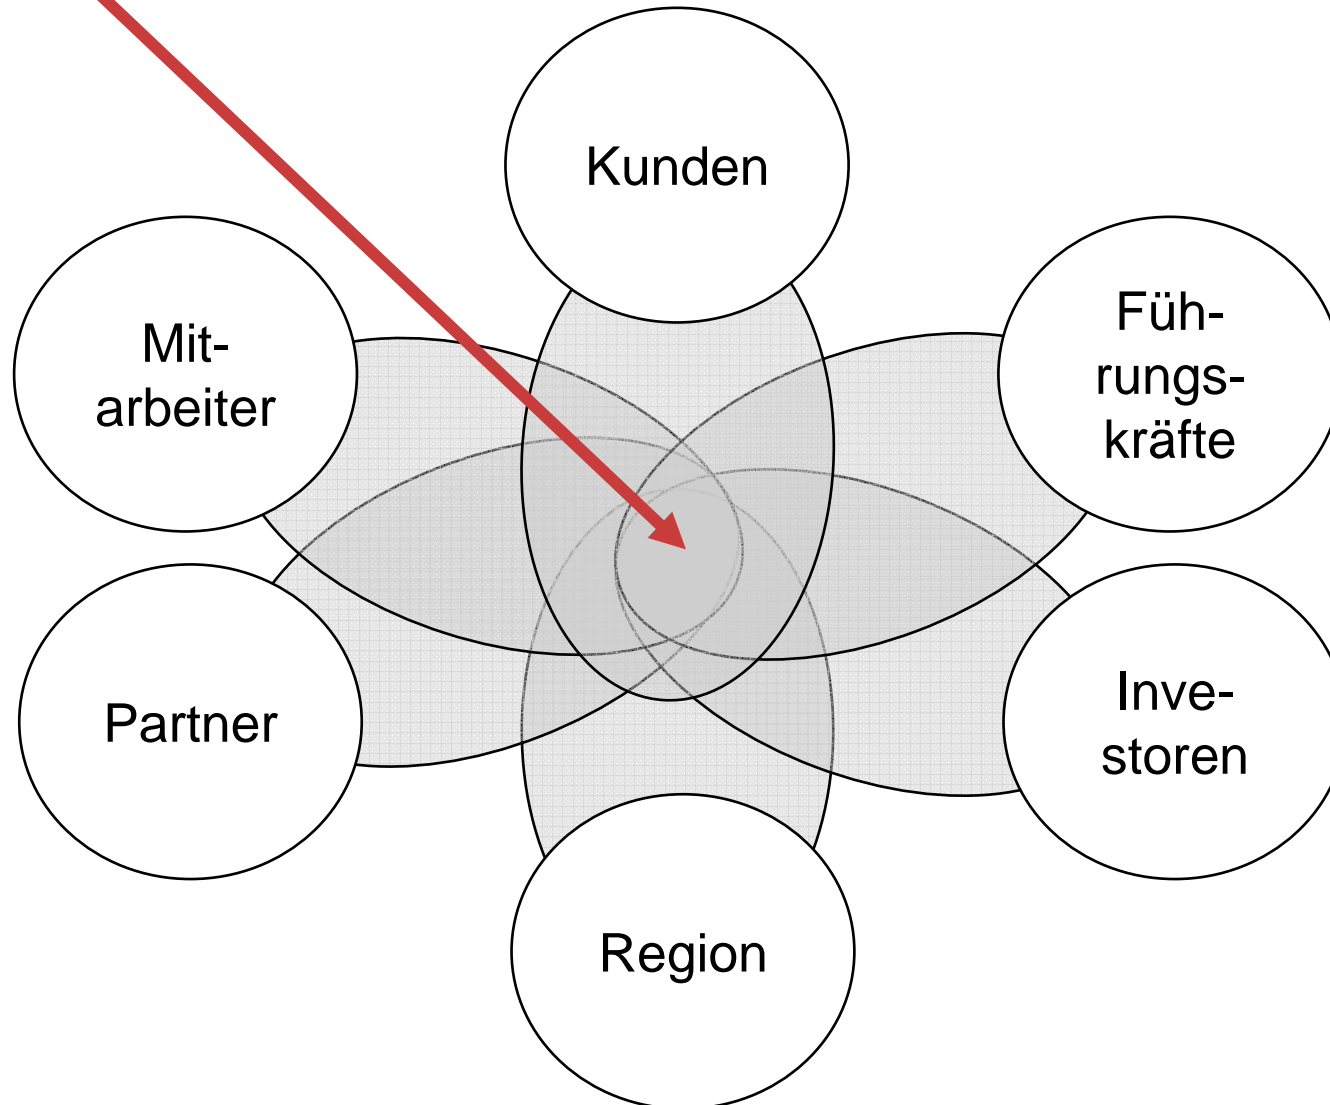 Kunden
Mit-
arbeiter
Füh-
rungs-
kräfte
Partner
Inve-
storen
Region